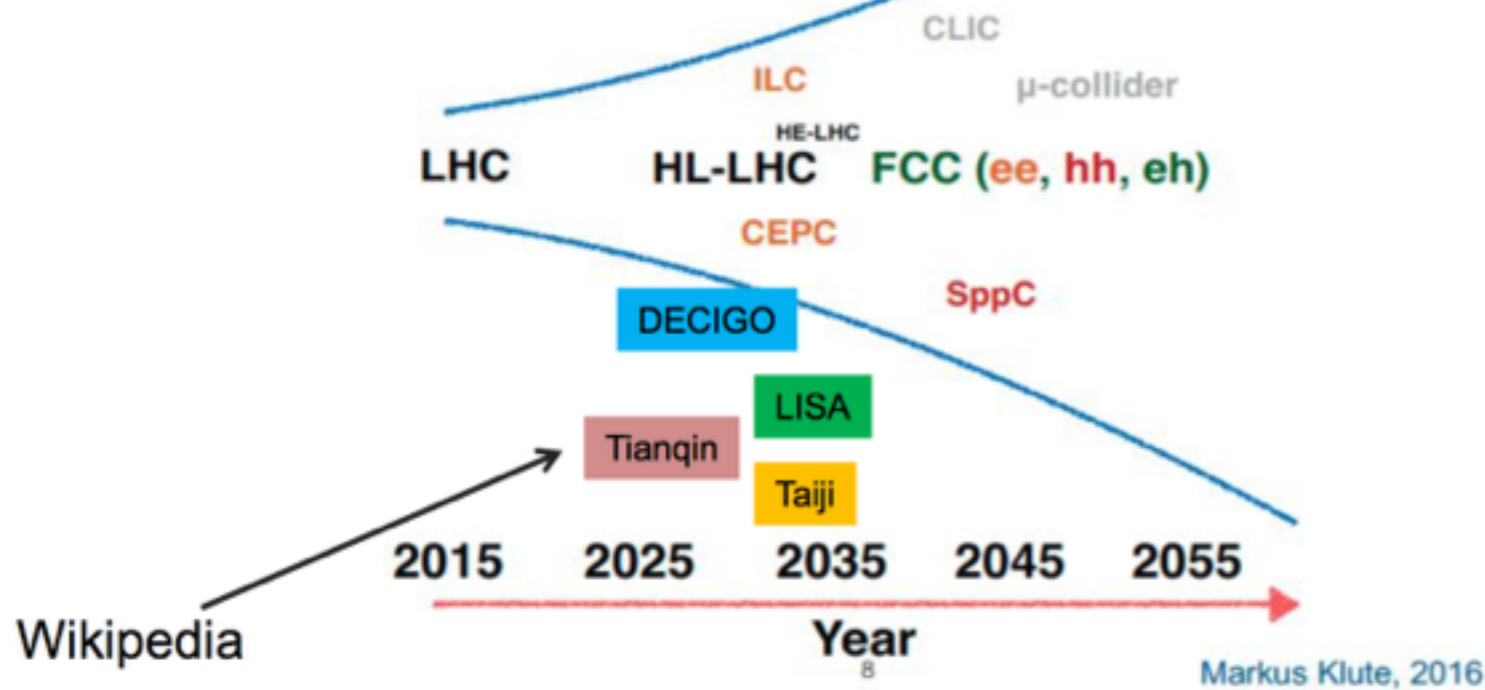 CLIC
ILC
μ-collider
HE-LHC
LHC HL-LHC FCC (ee, hh, eh)
CEPC
SppC
DECIGO
LISA
Tianqin
Taiji
2015 2025 2035 2045 2055
Wikipedia
Year
8
Markus Klute, 2016